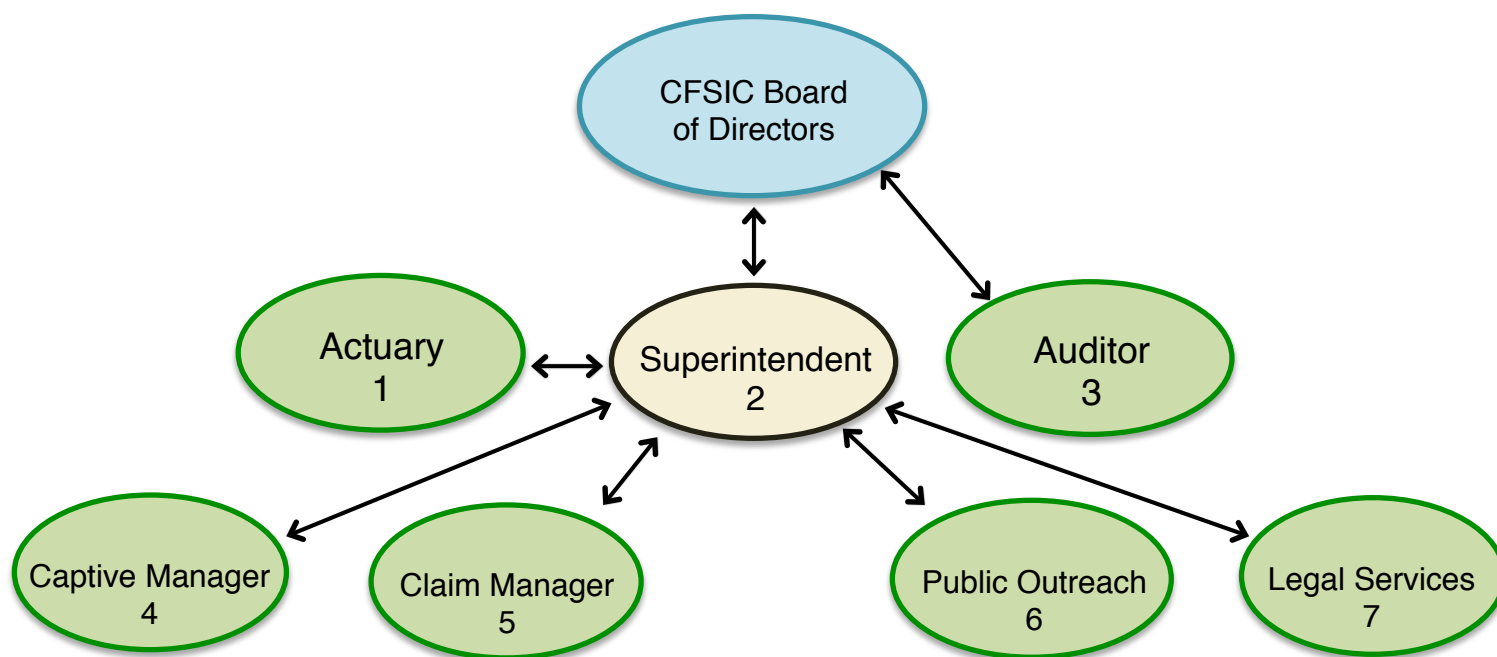 CFSIC Board
of Directors
Actuary
1
Superintendent
2
Auditor
3
Captive Manager
4
Claim Manager
5
Public Outreach
6
Legal Services
7